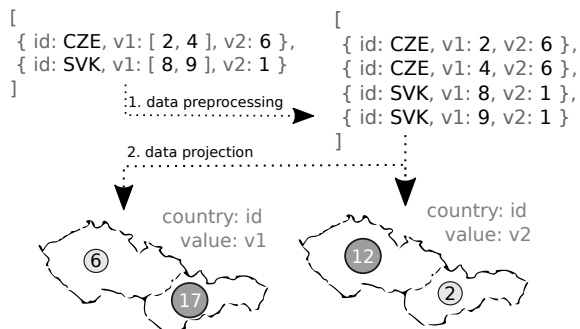 [
{ id: CZE, v1: [ 2, 4 ], v2: 6 },
{ id: SVK, v1: [ 8, 9 ], v2: 1 }
]
[
{ id: CZE, v1: 2, v2: 6 },
{ id: CZE, v1: 4, v2: 6 },
{ id: SVK, v1: 8, v2: 1 },
{ id: SVK, v1: 9, v2: 1 }
]
1. data preprocessing
2. data projection
country: id
value: v1
6
17
country: id
value: v2
12
2